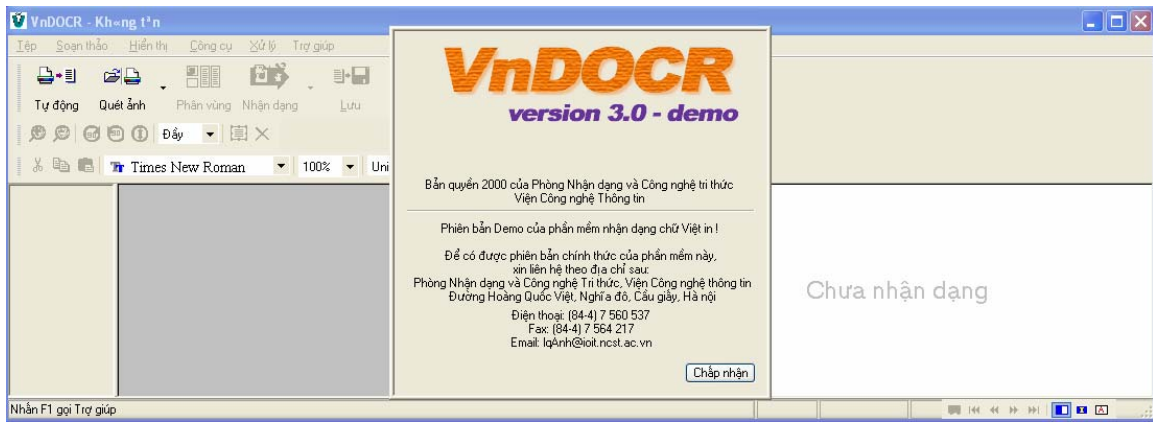 VnDOCR - Kh«ng tªn
Tệp Soạn thảo Hiển thị Công cụ Xử lý Trợ giúp
Tự động Quét ảnh Phân vùng Nhận dạng Lưu
Đầy
Times New Roman 100% Uni
VnDOCR
version 3.0 - demo
Bản quyền 2000 của Phòng Nhận dạng và Công nghệ tri thức
Viện Công nghệ Thông tin
Phiên bản Demo của phần mềm nhận dạng chữ Việt in !
Để có được phiên bản chính thức của phần mềm này,
xin liên hệ theo địa chỉ sau:
Phòng Nhận dạng và Công nghệ Tri thức, Viện Công nghệ thông tin
Đường Hoàng Quốc Việt, Nghĩa đô, Cầu giấy, Hà nội
Điện thoại: (84-4) 7 560 537
Fax: (84-4) 7 564 217
Email: lqAnh@ioit.ncst.ac.vn
Chấp nhận
Chưa nhận dạng
Nhấn F1 gọi Trợ giúp